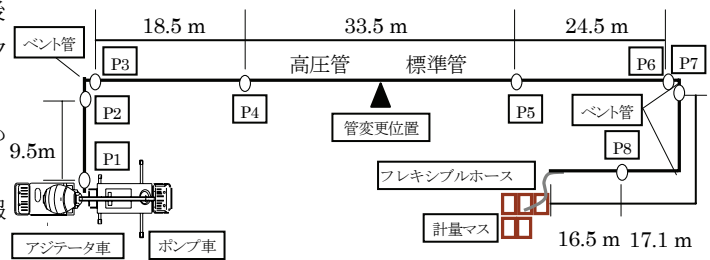 18.5 m 33.5 m 24.5 m
ベント管
P3 高圧管 標準管 P6 P7
P2 P4 管変更位置 P5 ベント管
9.5m
P1 P8
フレキシブルホース
計量マス
16.5 m 17.1 m
アジテータ車 ポンプ車